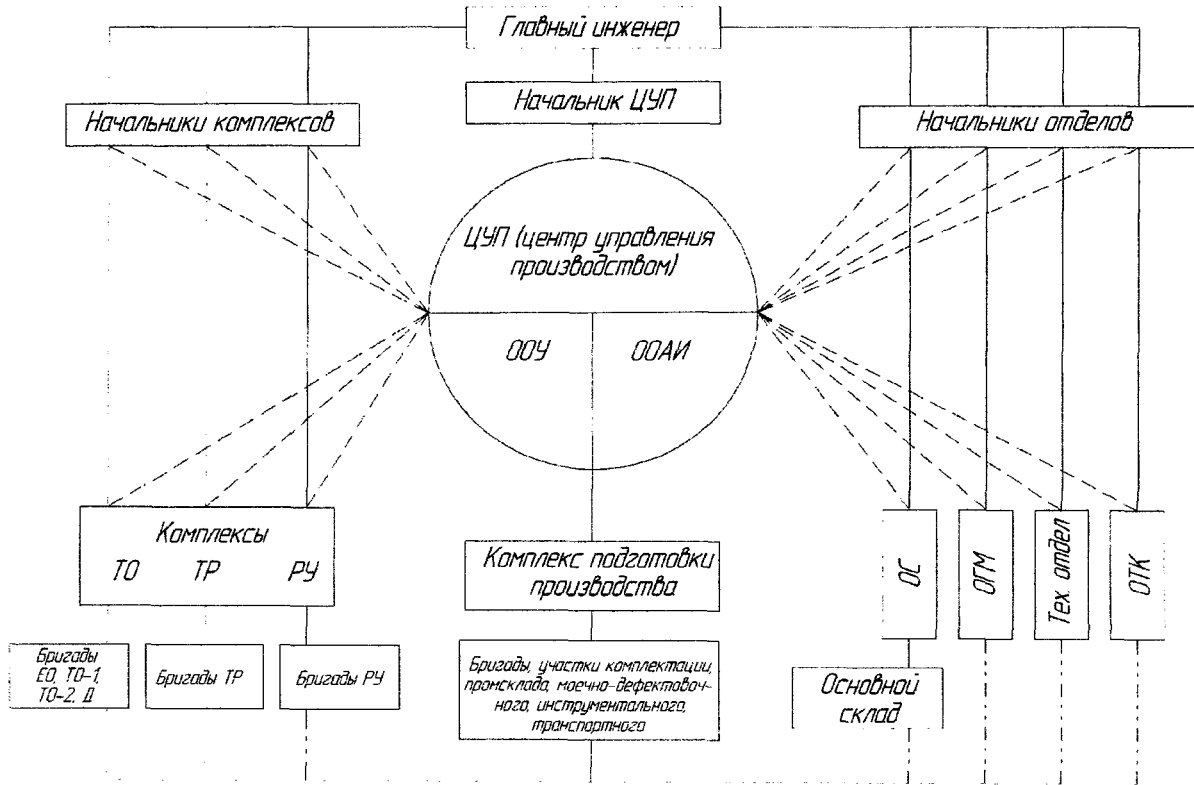 Главный инженер
Начальник ЦУП
Начальники комплексов
Начальники отделов
ЦУП (центр управления
производством)
ООУ
ООАИ
Комплексы
ТО ТР РУ
Комплекс подготовки
производства
ОС
ОГМ
Тех. отдел
ОТК
Бригады
ЕО, ТО-1,
ТО-2, Д
Бригады ТР
Бригады РУ
Бригады, участки комплектации,
промсклада, моечно-дефектовоч-
ного, инструментального,
транспортного
Основной
склад